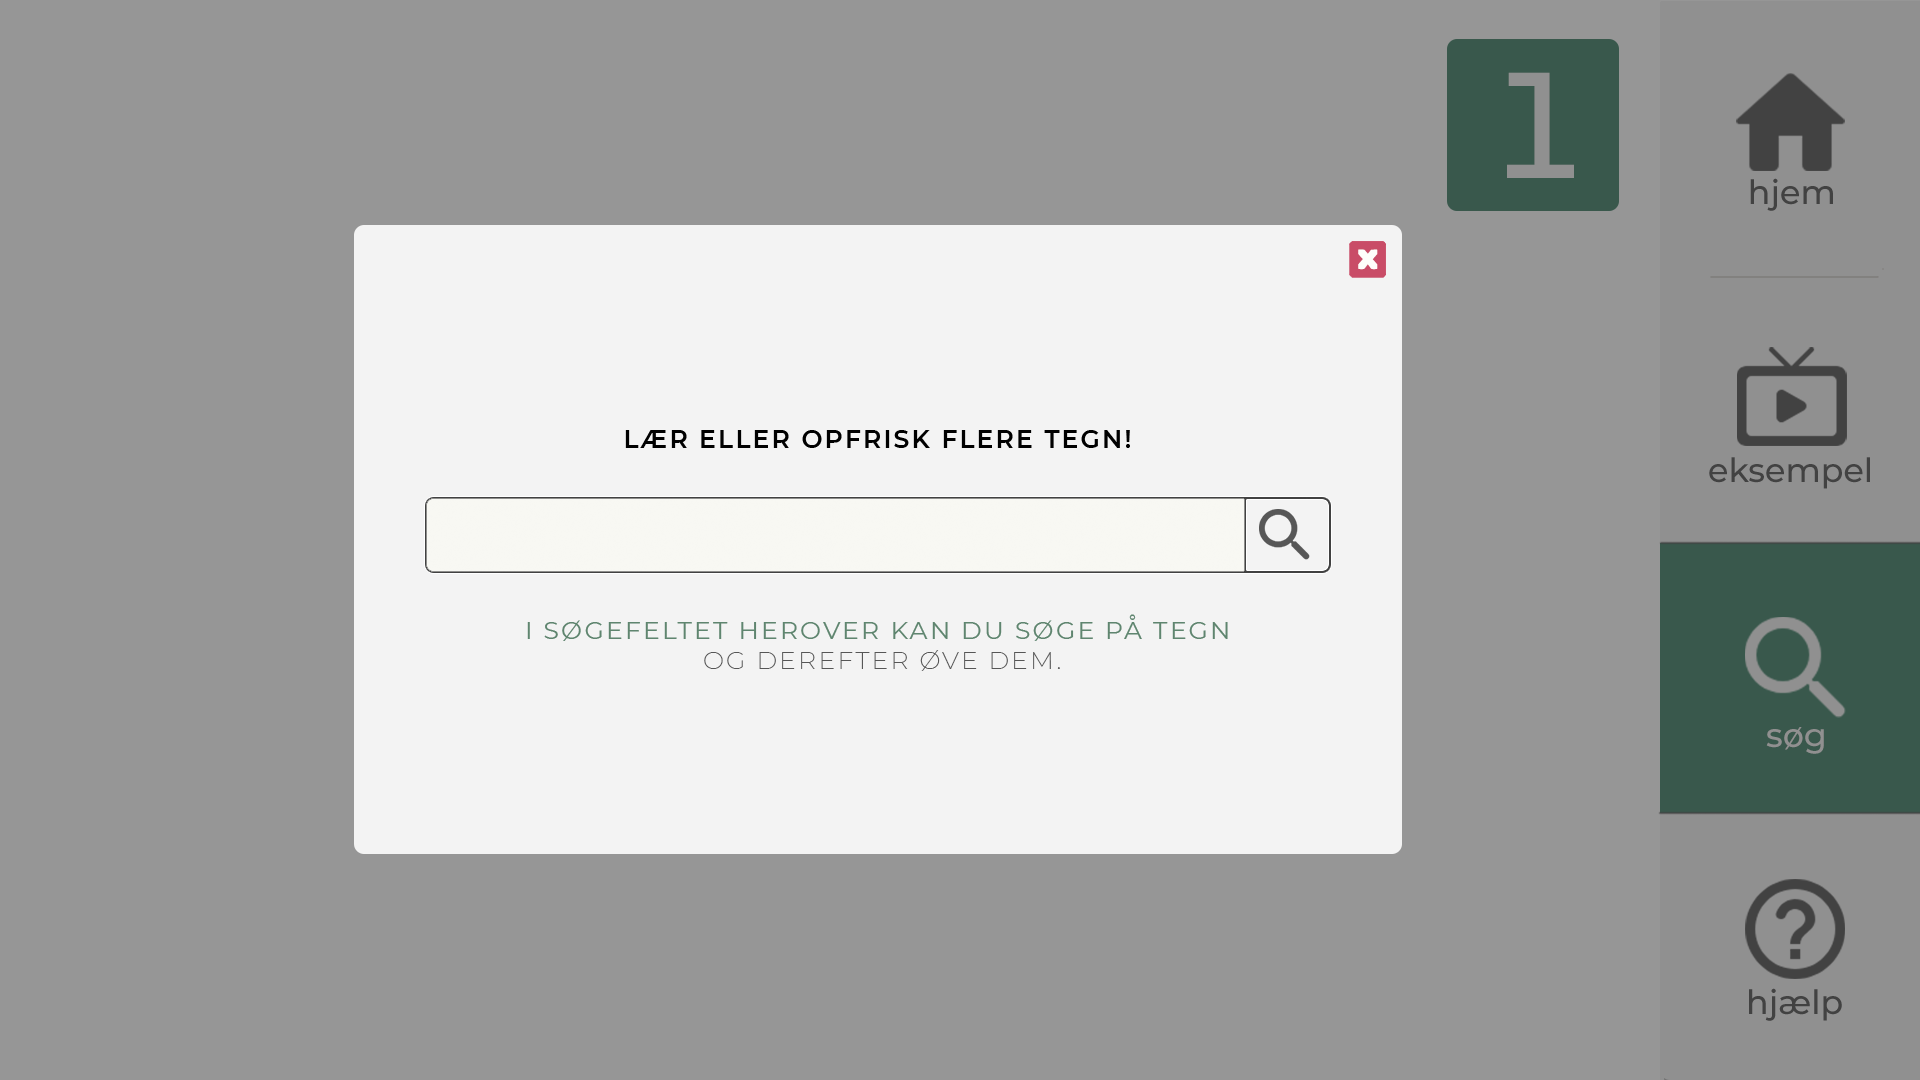 1
hjem
eksempel
søg
hjælp
LÆR ELLER OPFRISK FLERE TEGN!
I SØGEFELTET HEROVER KAN DU SØGE PÅ TEGN
OG DEREFTER ØVE DEM.